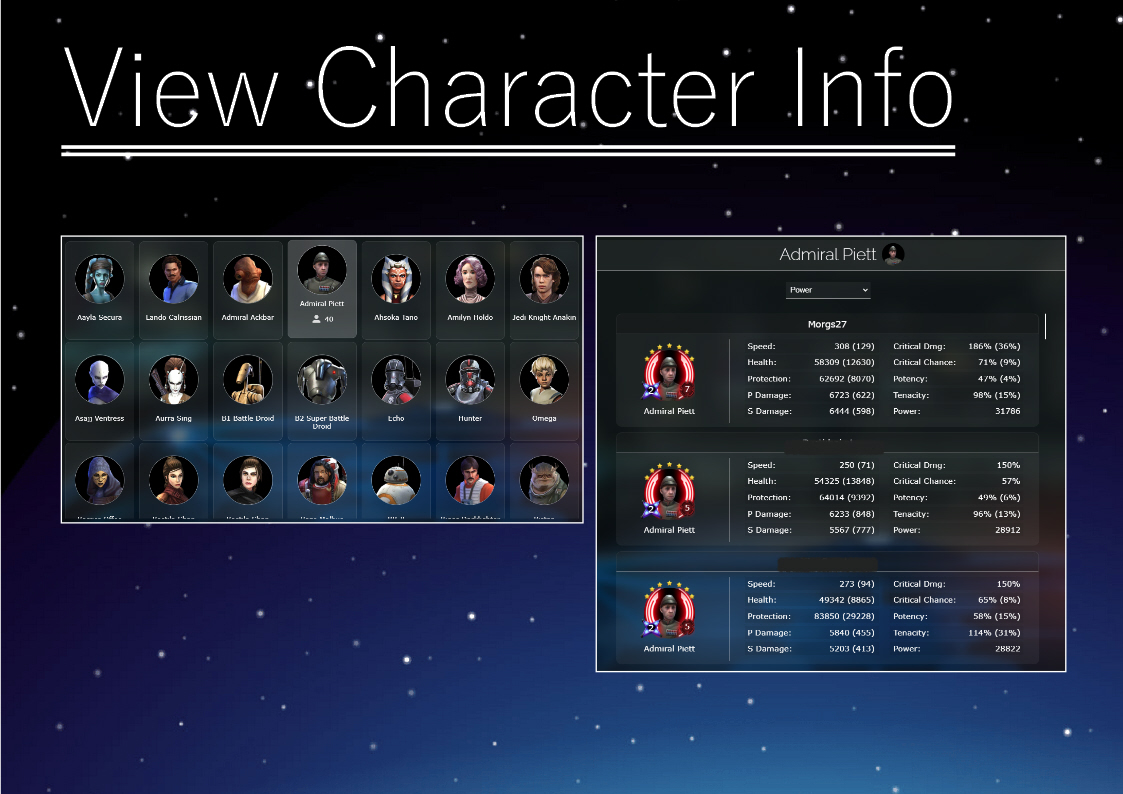 View Character Info
Aayla Secura
Lando Calrissian
Admiral Ackbar
Admiral Piett
40
Ahsoka Tano
Amilyn Holdo
Jedi Knight Anakin
Asajj Ventress
Aurra Sing
B1 Battle Droid
B2 Super Battle
Droid
Echo
Hunter
Omega
Admiral Piett
Power
Morgs27
2
7
Admiral Piett
Speed: 308 (129) Critical Dmg: 186% (36%)
Health: 58309 (12630) Critical Chance: 71% (9%)
Protection: 62692 (8070) Potency: 47% (4%)
P Damage: 6723 (622) Tenacity: 98% (15%)
S Damage: 6444 (598) Power: 31786
2
5
Admiral Piett
Speed: 250 (71) Critical Dmg: 150%
Health: 54325 (13848) Critical Chance: 57%
Protection: 64014 (9392) Potency: 49% (6%)
P Damage: 6233 (848) Tenacity: 96% (13%)
S Damage: 5567 (777) Power: 28912
2
5
Admiral Piett
Speed: 273 (94) Critical Dmg: 150%
Health: 49342 (8865) Critical Chance: 65% (8%)
Protection: 83850 (29228) Potency: 58% (15%)
P Damage: 5840 (455) Tenacity: 114% (31%)
S Damage: 5203 (413) Power: 28822